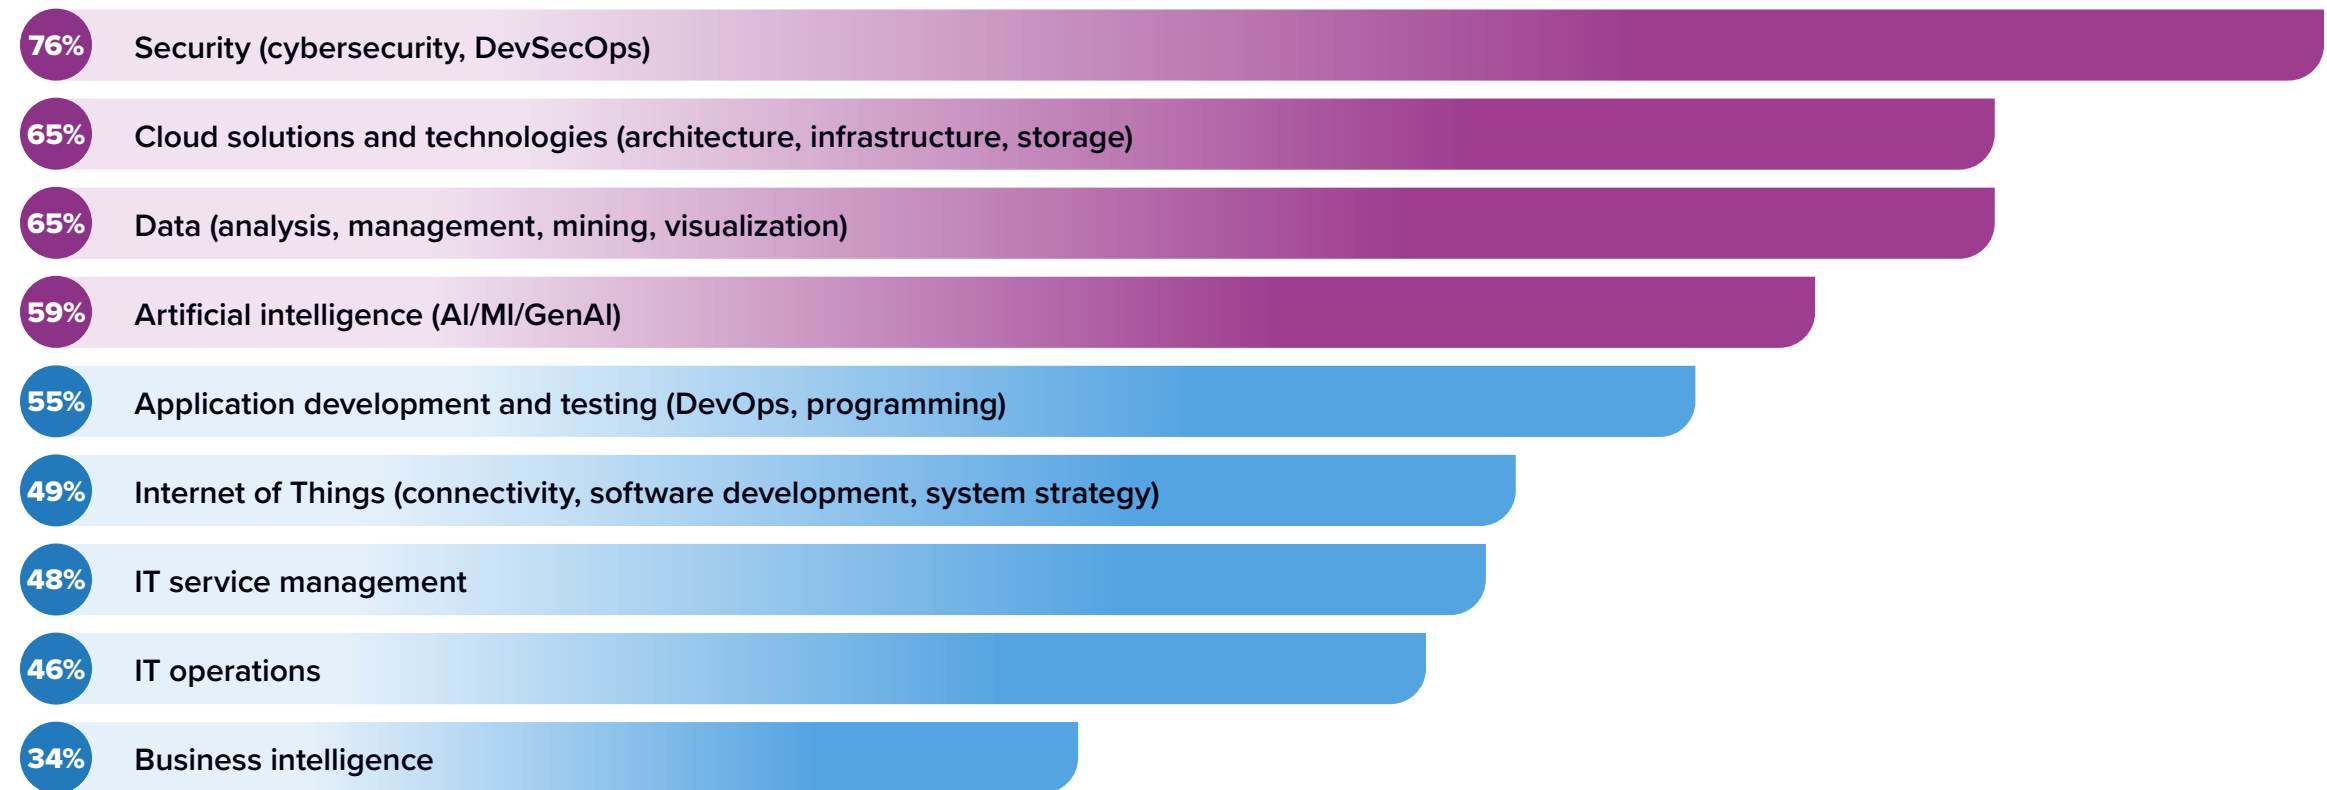 76% Security (cybersecurity, DevSecOps)
65% Cloud solutions and technologies (architecture, infrastructure, storage)
65% Data (analysis, management, mining, visualization)
59% Artificial intelligence (AI/Ml/GenAI)
55% Application development and testing (DevOps, programming)
49% Internet of Things (connectivity, software development, system strategy)
48% IT service management
46% IT operations
34% Business intelligence